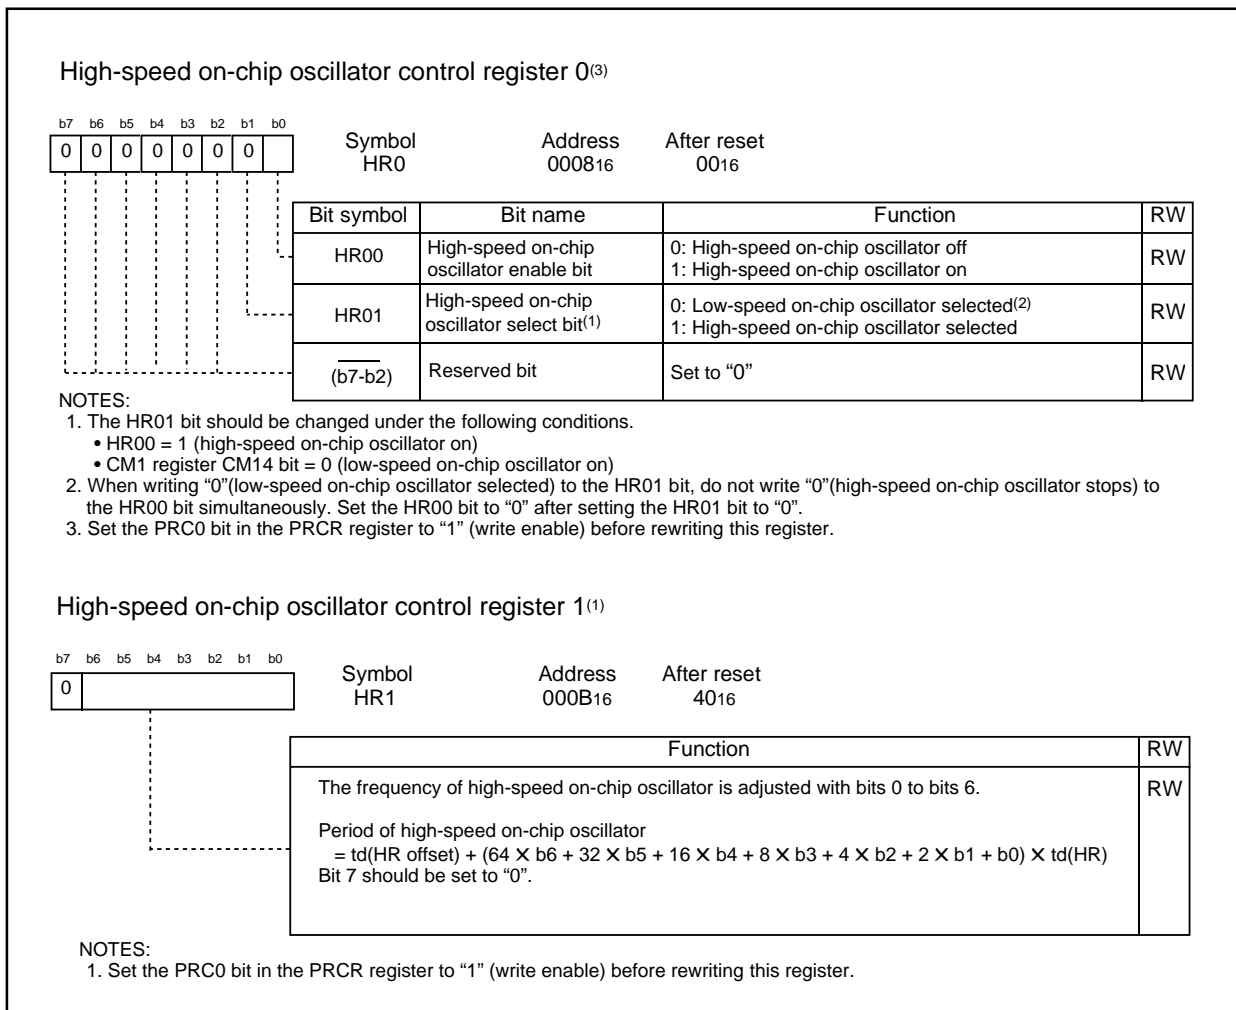 High-speed on-chip oscillator control register 0(3)
b7 b6 b5 b4 b3 b2 b1 b0
0 0 0 0 0 0 0
Symbol Address After reset
HR0 000816 0016
Bit symbol Bit name Function RW
HR00 High-speed on-chip oscillator enable bit 0: High-speed on-chip oscillator off RW
1: High-speed on-chip oscillator on
HR01 High-speed on-chip oscillator select bit(1) 0: Low-speed on-chip oscillator selected(2) RW
1: High-speed on-chip oscillator selected
(b7-b2) Reserved bit Set to “0” RW
NOTES:
1. The HR01 bit should be changed under the following conditions.
• HR00 = 1 (high-speed on-chip oscillator on)
• CM1 register CM14 bit = 0 (low-speed on-chip oscillator on)
2. When writing “0”(low-speed on-chip oscillator selected) to the HR01 bit, do not write “0”(high-speed on-chip oscillator stops) to
the HR00 bit simultaneously. Set the HR00 bit to “0” after setting the HR01 bit to “0”.
3. Set the PRC0 bit in the PRCR register to “1” (write enable) before rewriting this register.
High-speed on-chip oscillator control register 1(1)
b7 b6 b5 b4 b3 b2 b1 b0
0
Symbol Address After reset
HR1 000B16 4016
Function RW
The frequency of high-speed on-chip oscillator is adjusted with bits 0 to bits 6. RW
Period of high-speed on-chip oscillator
= td(HR offset) + (64 X b6 + 32 X b5 + 16 X b4 + 8 X b3 + 4 X b2 + 2 X b1 + b0) X td(HR)
Bit 7 should be set to “0”.
NOTES:
1. Set the PRC0 bit in the PRCR register to “1” (write enable) before rewriting this register.